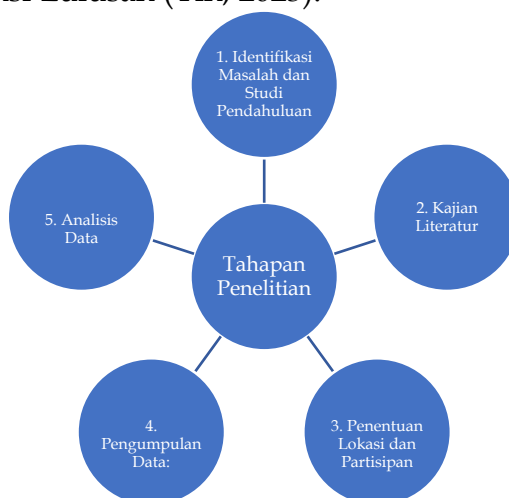 2023).
1. Identifikasi
Masalah dan
Studi
Pendahuluan
2. Kajian
Literatur
3. Penentuan
Lokasi dan
Partisipan
4.
Pengumpulan
Data:
5. Analisis
Data
Tahapan
Penelitian